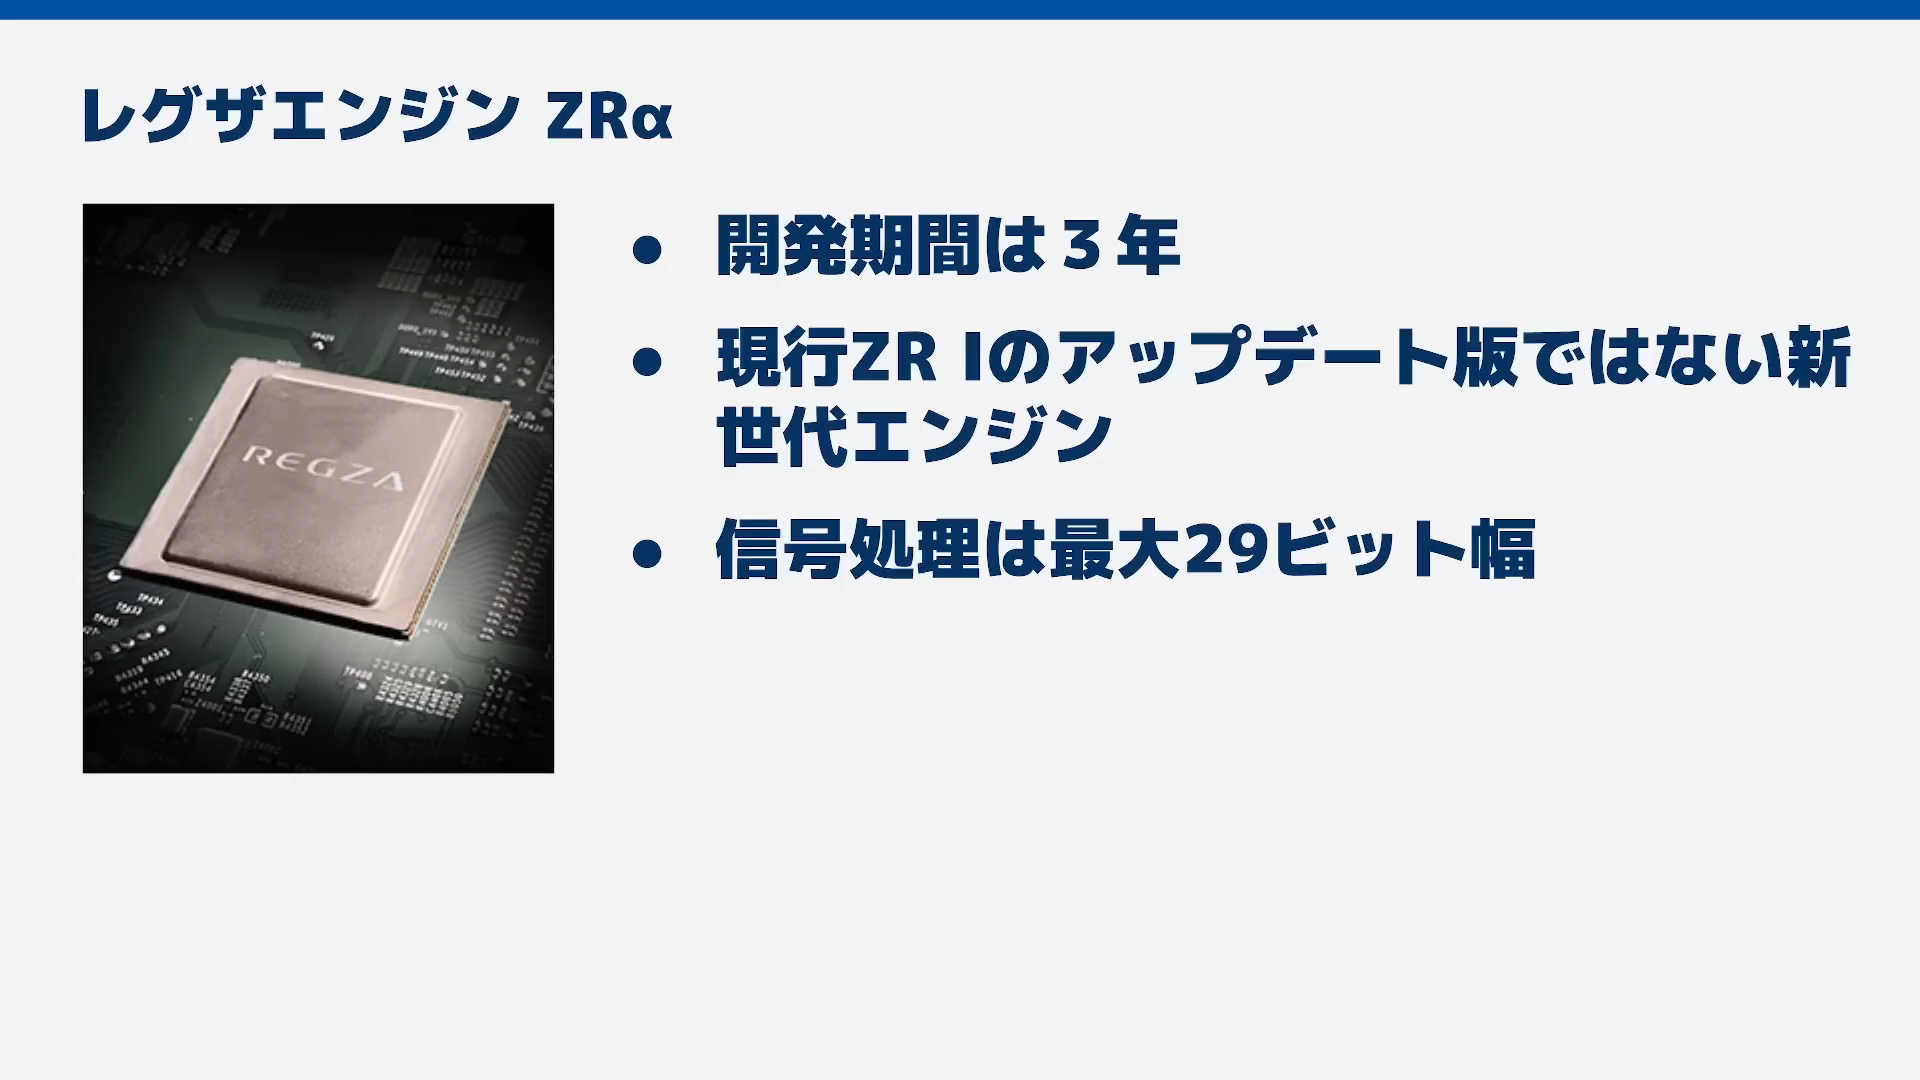 レグザエンジン ZRα
● 開発期間は３年
● 現行ZR Iのアップデート版ではない新
世代エンジン
● 信号処理は最大29ビット幅
REGZA